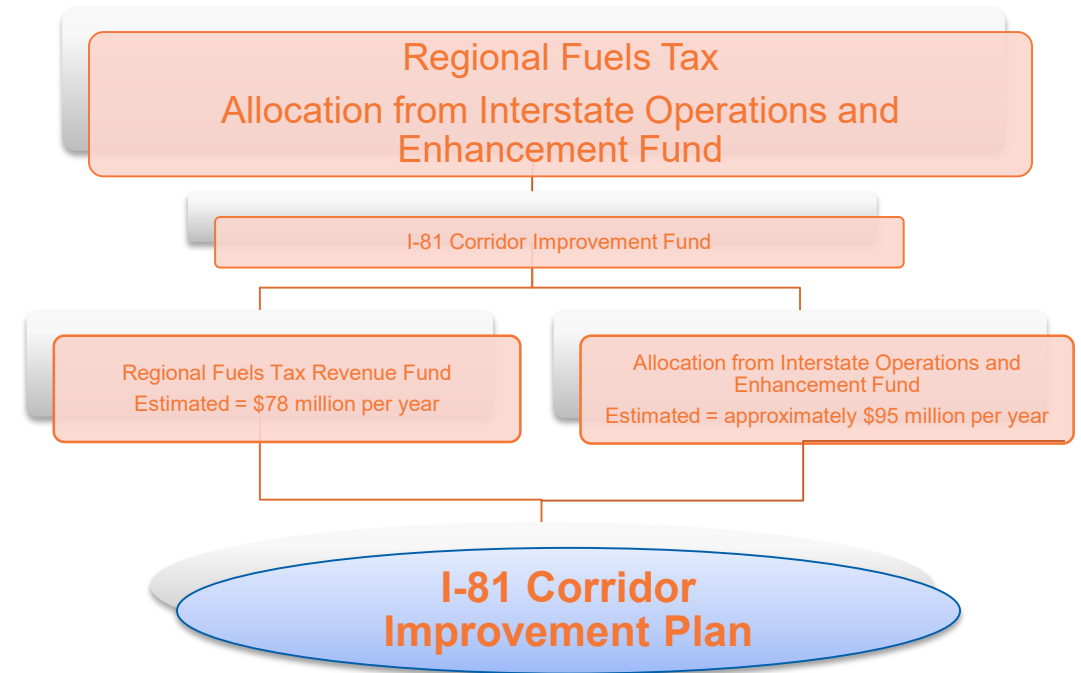 Regional Fuels Tax
Allocation from Interstate Operations and
Enhancement Fund
I-81 Corridor Improvement Fund
Regional Fuels Tax Revenue Fund
Estimated = $78 million per year
Allocation from Interstate Operations and
Enhancement Fund
Estimated = approximately $95 million per year
I-81 Corridor
Improvement Plan